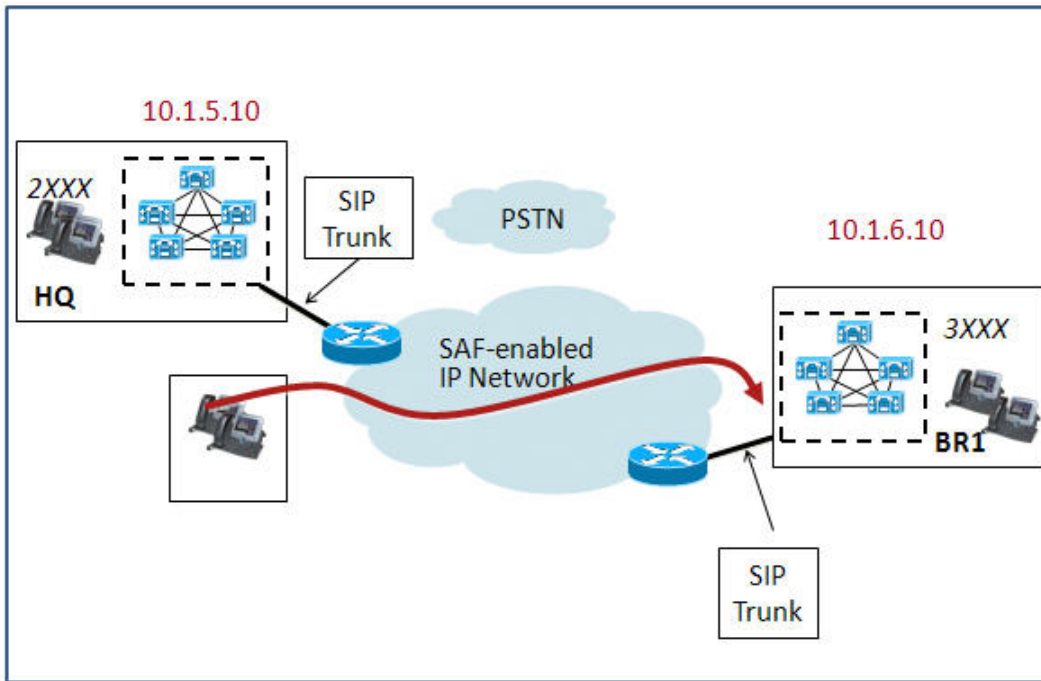 10.1.5.10
2XXX
HQ
SIP
Trunk
PSTN
10.1.6.10
SAF-enabled
IP Network
3XXX
BR1
SIP
Trunk